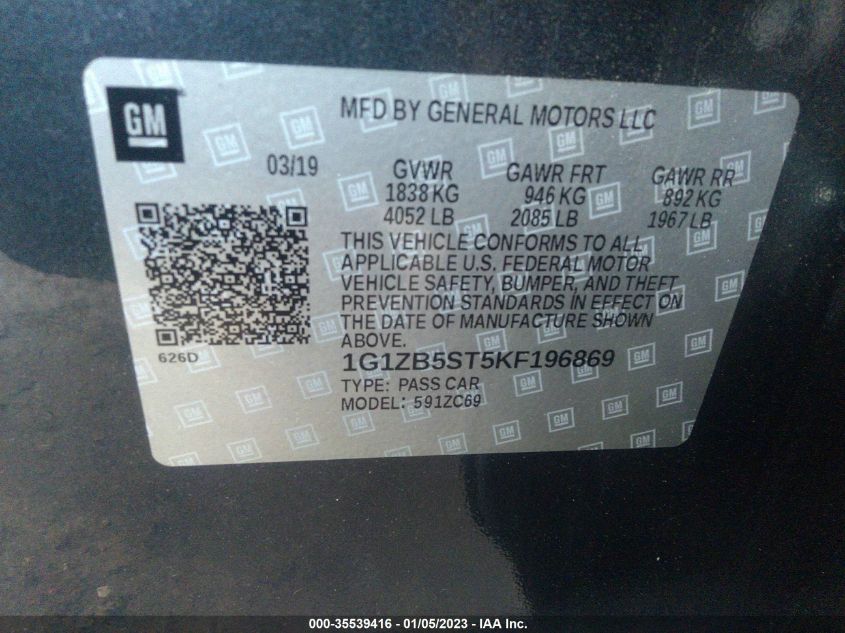 GM
MFD BY GENERAL MOTORS LLC
03/19 GVWR GAWR FRT GAWR RR
1838 KG 946 KG 892 KG
4052 LB 2085 LB 1967 LB
THIS VEHICLE CONFORMS TO ALL
APPLICABLE U.S. FEDERAL MOTOR
VEHICLE SAFETY, BUMPER, AND THEFT
PREVENTION STANDARDS IN EFFECT ON
THE DATE OF MANUFACTURE SHOWN
ABOVE.
626D
1G1ZB5ST5KF196869
TYPE: PASS CAR
MODEL: 591ZC69
000-35539416 - 01/05/2023 - IAA Inc.